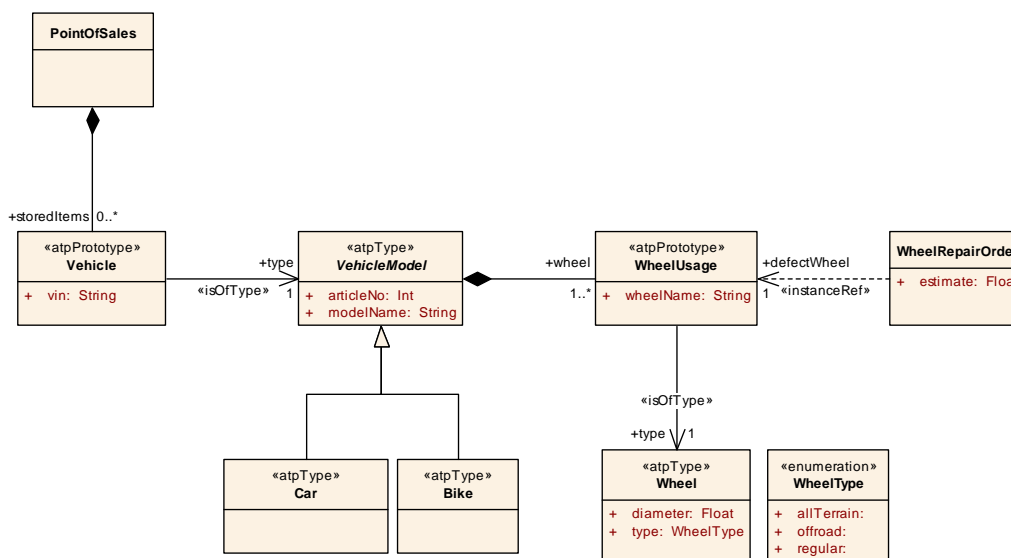 PointOfSales
+storedItems 0..*
«atpPrototype»
Vehicle
+ vin: String
+type
«isOfType»
1
«atpType»
VehicleModel
+ articleNo: Int
+ modelName: String
+wheel
1..*
«atpPrototype»
WheelUsage
+ wheelName: String
+defectWheel
1
«instanceRef»
WheelRepairOrde
+ estimate: Floa
«isOfType»
+type 1
«atpType»
Car
«atpType»
Bike
«atpType»
Wheel
+ diameter: Float
+ type: WheelType
«enumeration»
WheelType
+ allTerrain:
+ offroad:
+ regular: